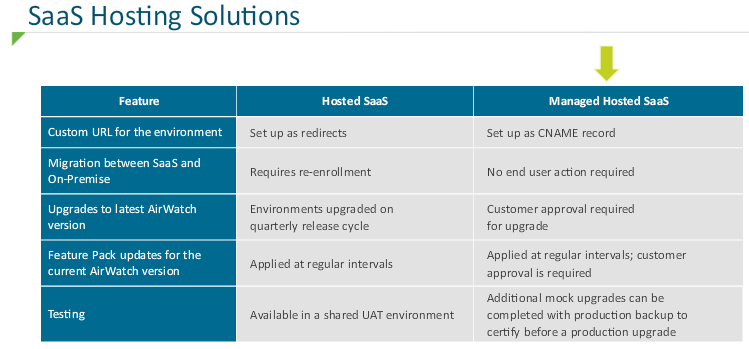 SaaS Hosting Solutions
Feature
Hosted SaaS
Managed Hosted SaaS
Custom URL for the environment
Set up as redirects
Set up as CNAME record
Migration between SaaS and
On-Premise
Requires re-enrollment
No end user action required
Upgrades to latest AirWatch
version
Environments upgraded on
quarterly release cycle
Customer approval required
for upgrade
Feature Pack updates for the
current AirWatch version
Applied at regular intervals
Applied at regular intervals; customer
approval is required
Testing
Available in a shared UAT environment
Additional mock upgrades can be
completed with production backup to
certify before a production upgrade